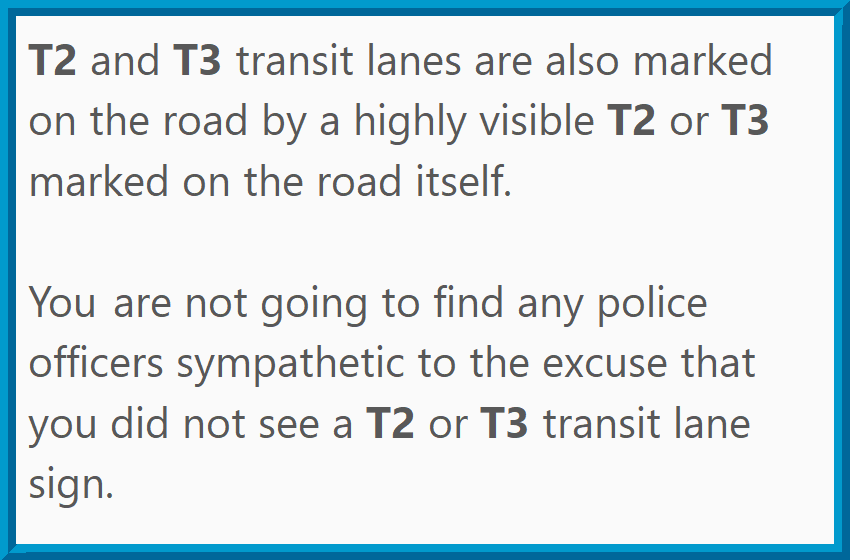 T2 and T3 transit lanes are also marked
on the road by a highly visible T2 or T3
marked on the road itself.
You are not going to find any police
officers sympathetic to the excuse that
you did not see a T2 or T3 transit lane
sign.